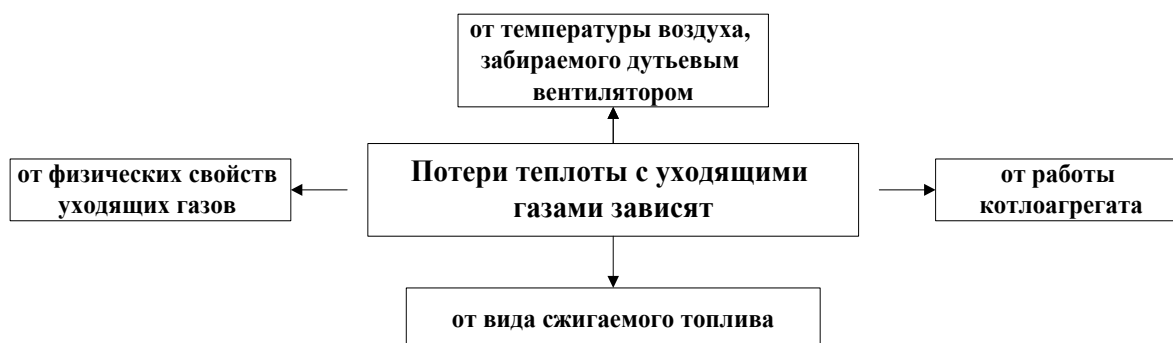 от температуры воздуха,
забираемого дутьевым
вентилятором
от физических свойств
уходящих газов
Потери теплоты с уходящими
газами зависят
от работы
котлоагрегата
от вида сжигаемого топлива